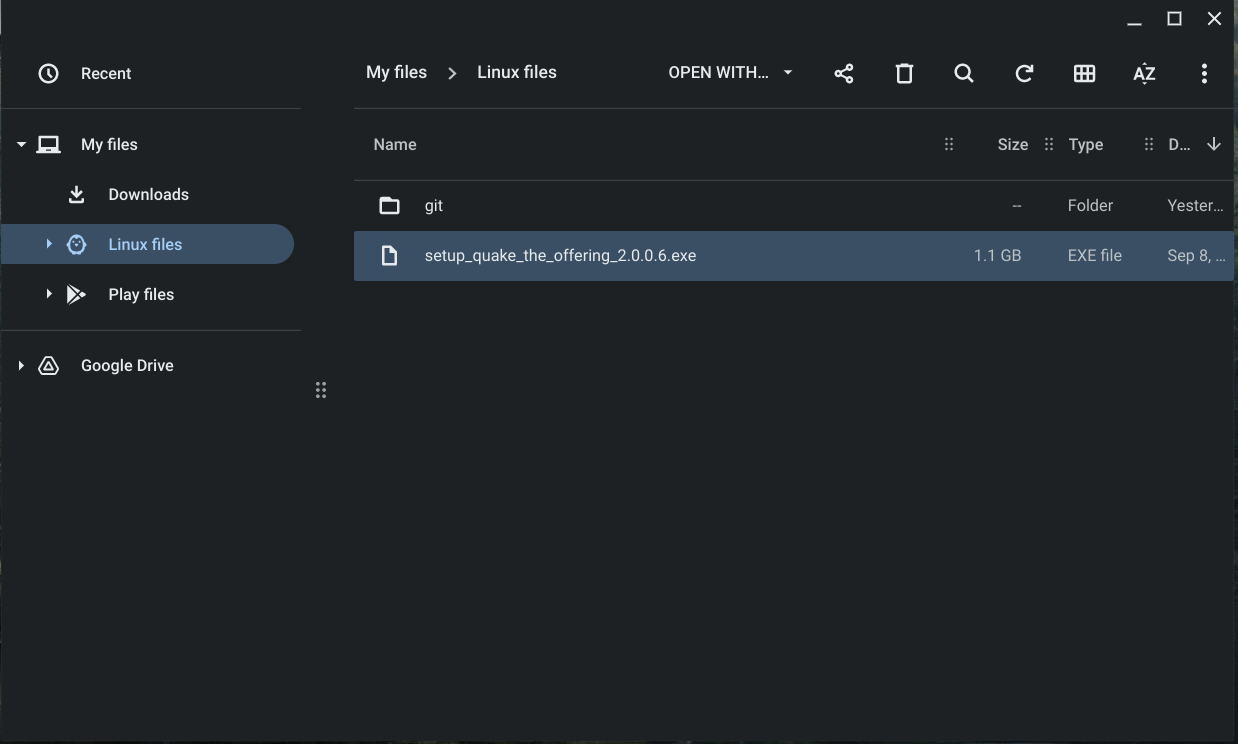 Recent
My files
Downloads
Linux files
Play files
Google Drive
My files Linux files OPEN WITH...
AZ
Name Size Type D...
git -- Folder Yester...
setup_quake_the_offering_2.0.0.6.exe 1.1 GB EXE file Sep 8, ...